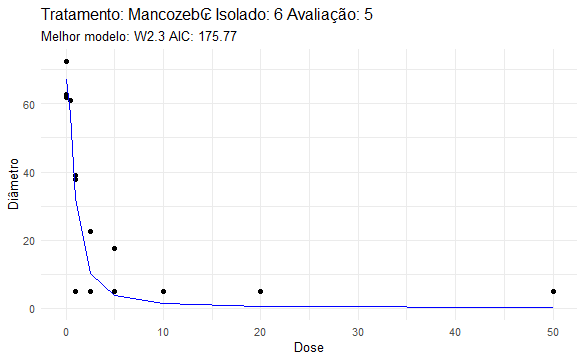 Tratamento: Mancozeb₢ Isolado: 6 Avaliação: 5
Melhor modelo: W2.3 AIC: 175.77
60
40
20
0
Diâmetro
0 10 20 30 40 50
Dose